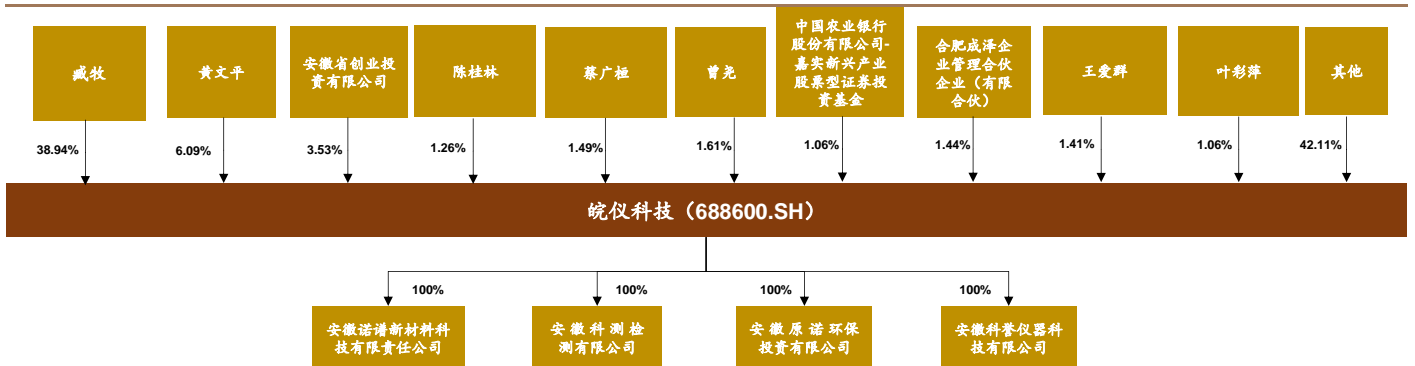 臧牧
黄文平
安徽省创业投
资有限公司
陈桂林
蔡广桓
曾尧
中国农业银行
股份有限公司-
嘉实新兴产业
股票型证券投
资基金
合肥成泽企
业管理合伙
企业（有限
合伙）
王爱群
叶彩萍
其他
38.94%
6.09%
3.53%
1.26%
1.49%
1.61%
1.06%
1.44%
1.41%
1.06%
42.11%
皖仪科技（688600.SH）
100%
100%
100%
100%
安徽诺谱新材料科
技有限责任公司
安徽科测检
测有限公司
安徽原诺环保
投资有限公司
安徽科誉仪器科
技有限公司